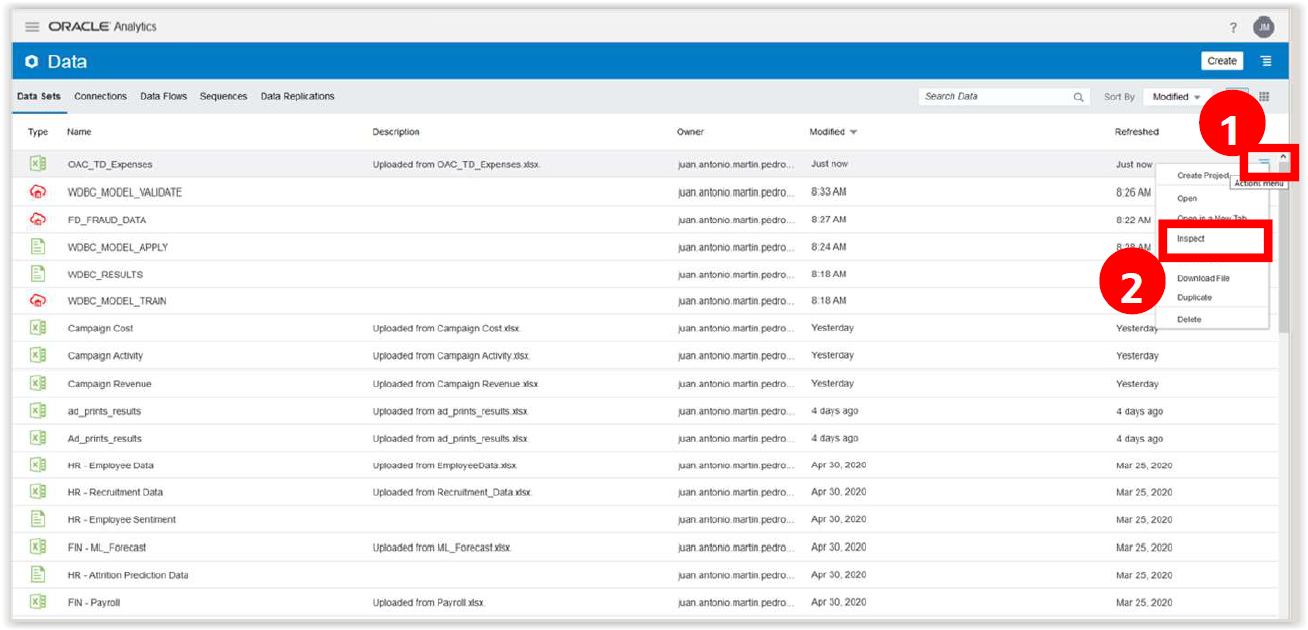 ORACLE Analytics ? JM
Data Create
Data Sets Connections Data Flows Sequences Data Replications Search Data Sort By Modified
1
Type Name Description Owner Modified Refreshed
OAC_TD_Expenses Uploaded from OAC_TD_Expenses.xlsx. juan.antonio.martin.pedro... Just now Just now
Create Project
Actions menu
WDBC_MODEL_VALIDATE juan.antonio.martin.pedro... 8:33 AM 8:26 AM
Open
FD_FRAUD_DATA juan.antonio.martin.pedro... 8:27 AM 8:22 AM
Open in a New Tab
Inspect
WDBC_MODEL_APPLY juan.antonio.martin.pedro... 8:24 AM 8:28 AM
WDBC_RESULTS juan.antonio.martin.pedro... 8:18 AM
2
Download File
Duplicate
WDBC_MODEL_TRAIN juan.antonio.martin.pedro... 8:18 AM
Delete
Campaign Cost Uploaded from Campaign Cost.xlsx. juan.antonio.martin.pedro... Yesterday Yesterday
Campaign Activity Uploaded from Campaign Activity.xlsx. juan.antonio.martin.pedro... Yesterday Yesterday
Campaign Revenue Uploaded from Campaign Revenue.xlsx juan.antonio.martin.pedro... Yesterday Yesterday
ad_prints_results Uploaded from ad_prints_results.xlsx. juan.antonio.martin.pedro... 4 days ago 4 days ago
Ad_prints_results Uploaded from ad_prints_results.xlsx. juan.antonio.martin.pedro... 4 days ago 4 days ago
HR - Employee Data Uploaded from EmployeeData.xlsx. juan.antonio.martin.pedro... Apr 30, 2020 Mar 25, 2020
HR - Recruitment Data Uploaded from Recruitment_Data.xlsx. juan.antonio.martin.pedro... Apr 30, 2020 Mar 25, 2020
HR - Employee Sentiment juan.antonio.martin.pedro... Apr 30, 2020 Mar 25, 2020
FIN - ML_Forecast Uploaded from ML_Forecast.xlsx. juan.antonio.martin.pedro... Apr 30, 2020 Mar 25, 2020
HR - Attrition Prediction Data juan.antonio.martin.pedro... Apr 30, 2020 Mar 25, 2020
FIN - Payroll Uploaded from Payroll.xlsx. juan.antonio.martin.pedro... Apr 30, 2020 Mar 25, 2020